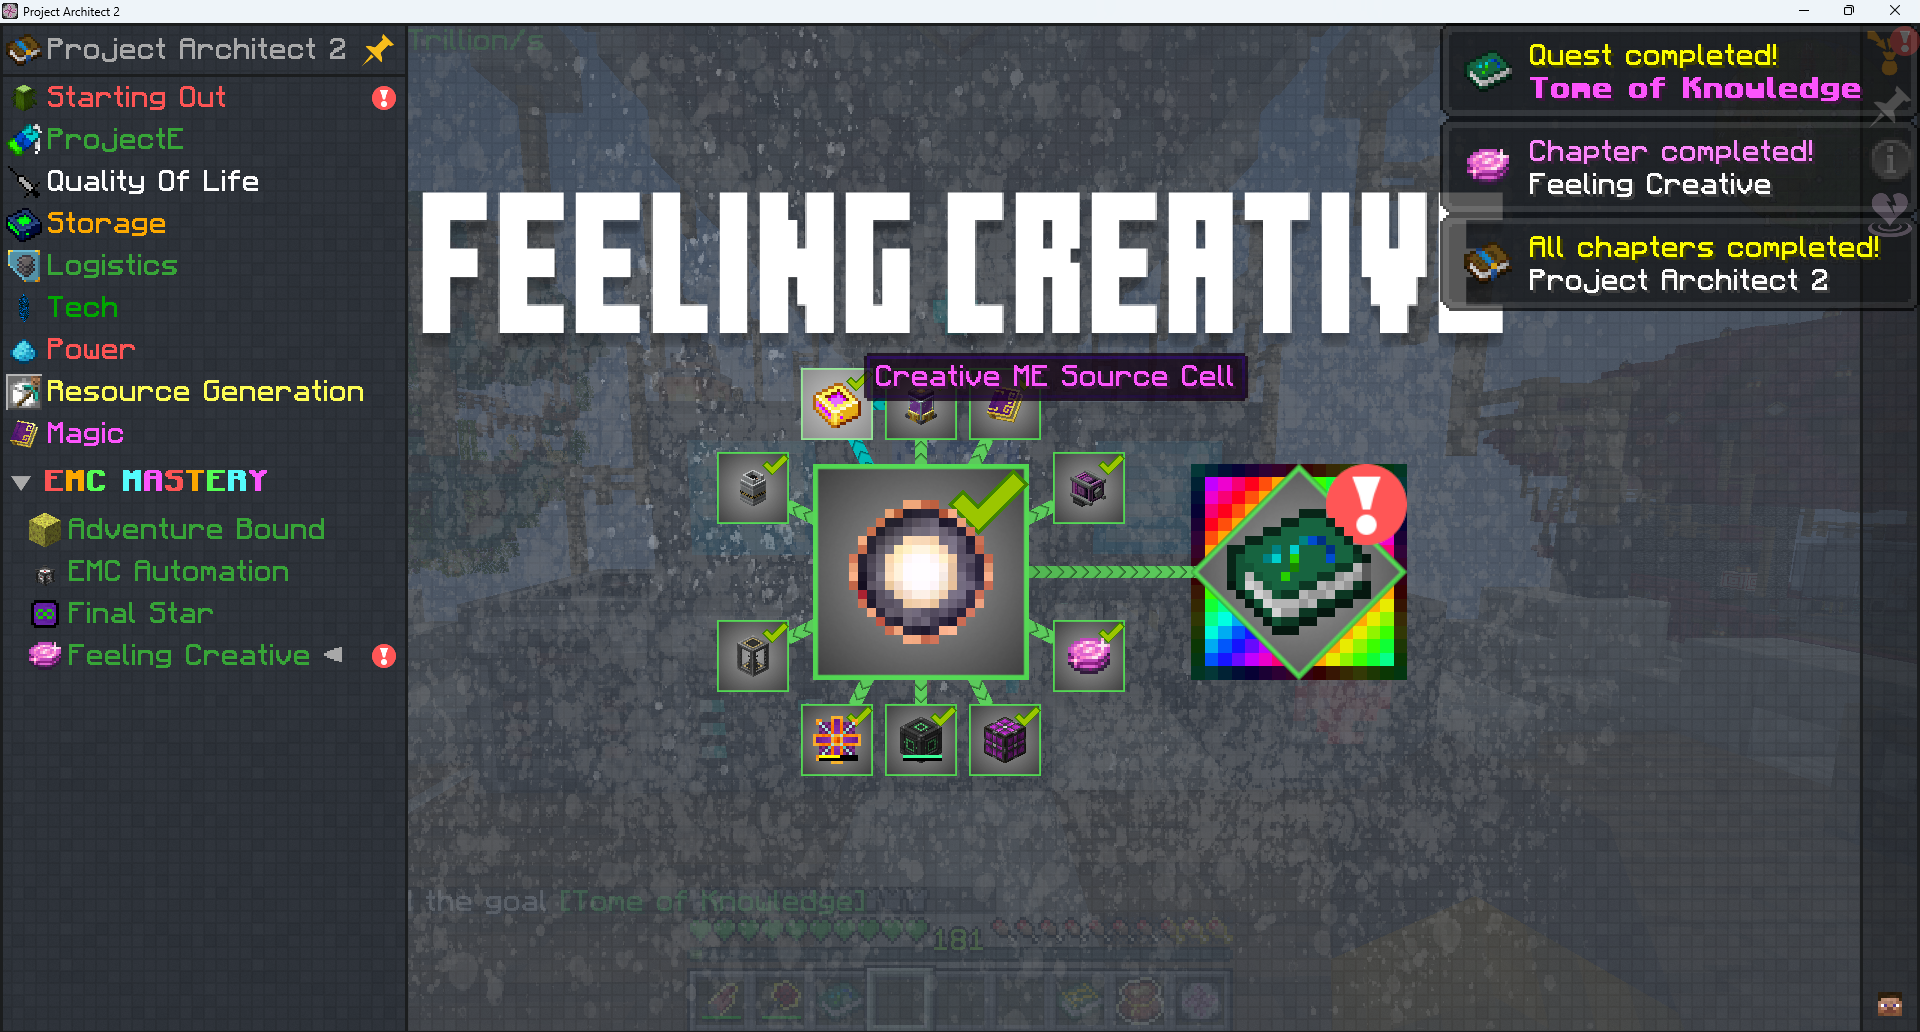 Project Architect 2
Project Architect 2
Starting Out
ProjectE
Quality Of Life
Storage
Logistics
Tech
Power
Resource Generation
Magic
EMC MASTERY
Adventure Bound
EMC Automation
Final Star
Feeling Creative
Trillion/s
FEELING CREATIVE
Creative ME Source Cell
Quest completed!
Tome of Knowledge
Chapter completed!
Feeling Creative
All chapters completed!
Project Architect 2
the goal [Tome of Knowledge]
181